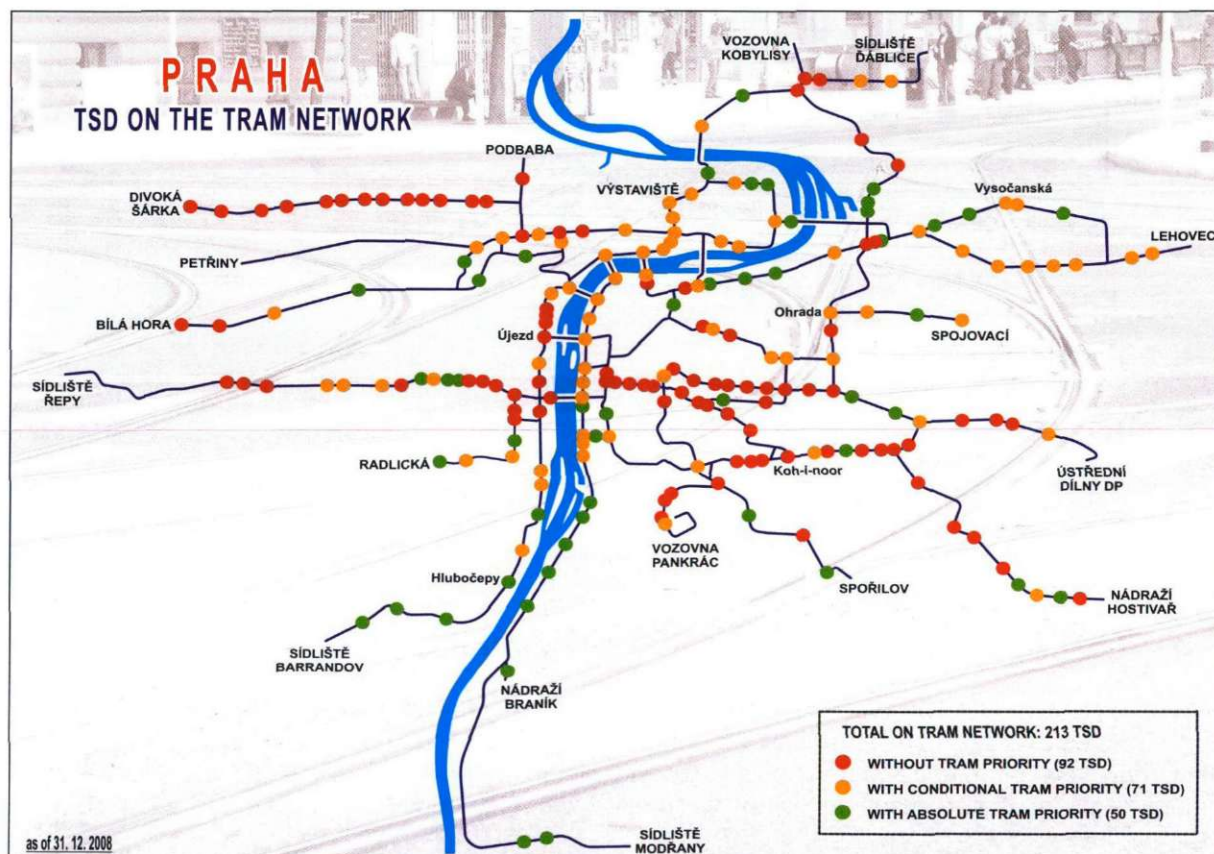 PRAHA
TSD ON THE TRAM NETWORK
VOZOVNA
KOBYLISY
SÍDLIŠTĚ
ĎÁBLICE
PODBABA
DIVOKÁ
ŠÁRKA
VÝSTAVIŠTĚ
Vysočanská
LEHOVEC
PETŘINY
BÍLÁ HORA
Újezd
Ohrada
SPOJOVACÍ
SÍDLIŠTĚ
ŘEPY
RADLICKÁ
Koh-i-noor
ÚSTŘEDNÍ
DÍLNY DP
VOZOVNA
PANKRÁC
SPOŘILOV
Hlubočepy
NÁDRAŽÍ
HOSTIVAŘ
SÍDLIŠTĚ
BARRANDOV
NÁDRAŽÍ
BRANÍK
TOTAL ON TRAM NETWORK: 213 TSD
WITHOUT TRAM PRIORITY (92 TSD)
WITH CONDITIONAL TRAM PRIORITY (71 TSD)
WITH ABSOLUTE TRAM PRIORITY (50 TSD)
SÍDLIŠTĚ
MODŘANY
as of 31. 12. 2008